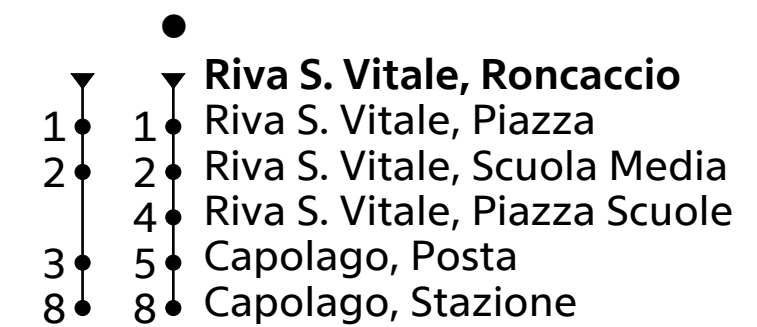 Riva S. Vitale, Roncaccio
1 1 Riva S. Vitale, Piazza
2 2 Riva S. Vitale, Scuola Media
4 Riva S. Vitale, Piazza Scuole
3 5 Capolago, Posta
8 8 Capolago, Stazione